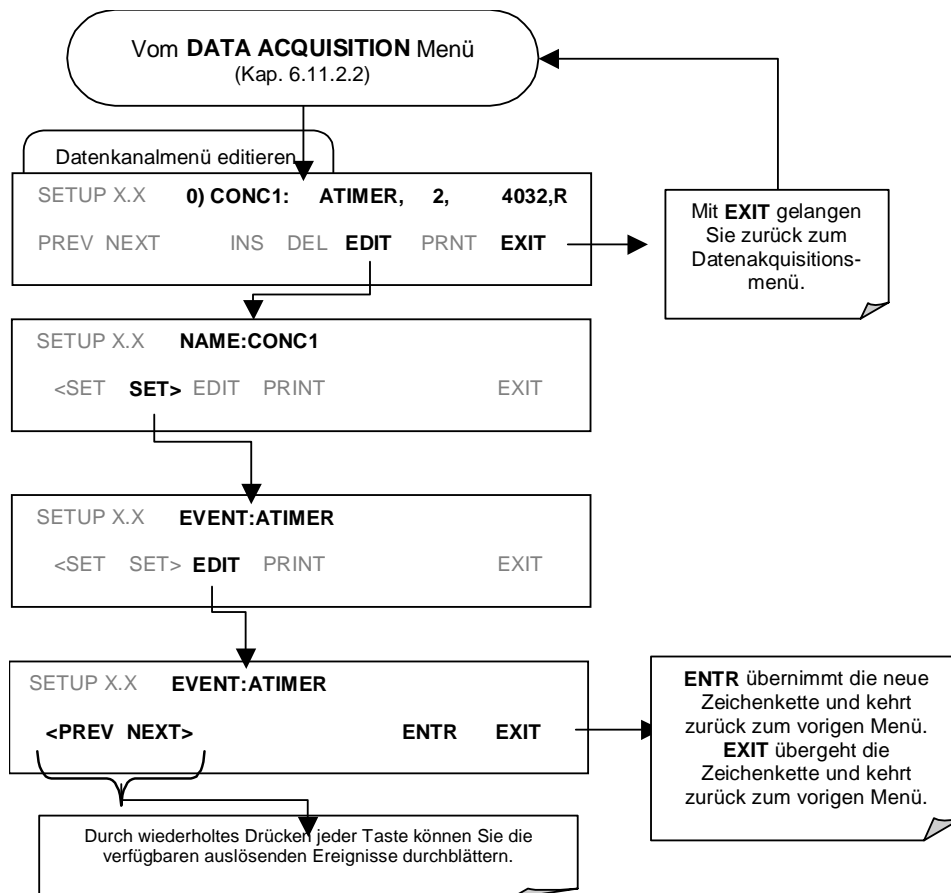 Vom DATA ACQUISITION Menü
(Kap. 6.11.2.2)
Datenkanalmenü editieren
SETUP X.X 0) CONC1: ATIMER, 2, 4032,R
PREV NEXT INS DEL EDIT PRNT EXIT
Mit EXIT gelangen
Sie zurück zum
Datenakquisitions-
menü.
SETUP X.X NAME:CONC1
<SET SET> EDIT PRINT EXIT
SETUP X.X EVENT:ATIMER
<SET SET> EDIT PRINT EXIT
SETUP X.X EVENT:ATIMER
<PREV NEXT> ENTR EXIT
ENTR übernimmt die neue
Zeichenkette und kehrt
zurück zum vorigen Menü.
EXIT übergeht die
Zeichenkette und kehrt
zurück zum vorigen Menü.
Durch wiederholtes Drücken jeder Taste können Sie die
verfügbaren auslösenden Ereignisse durchblättern.